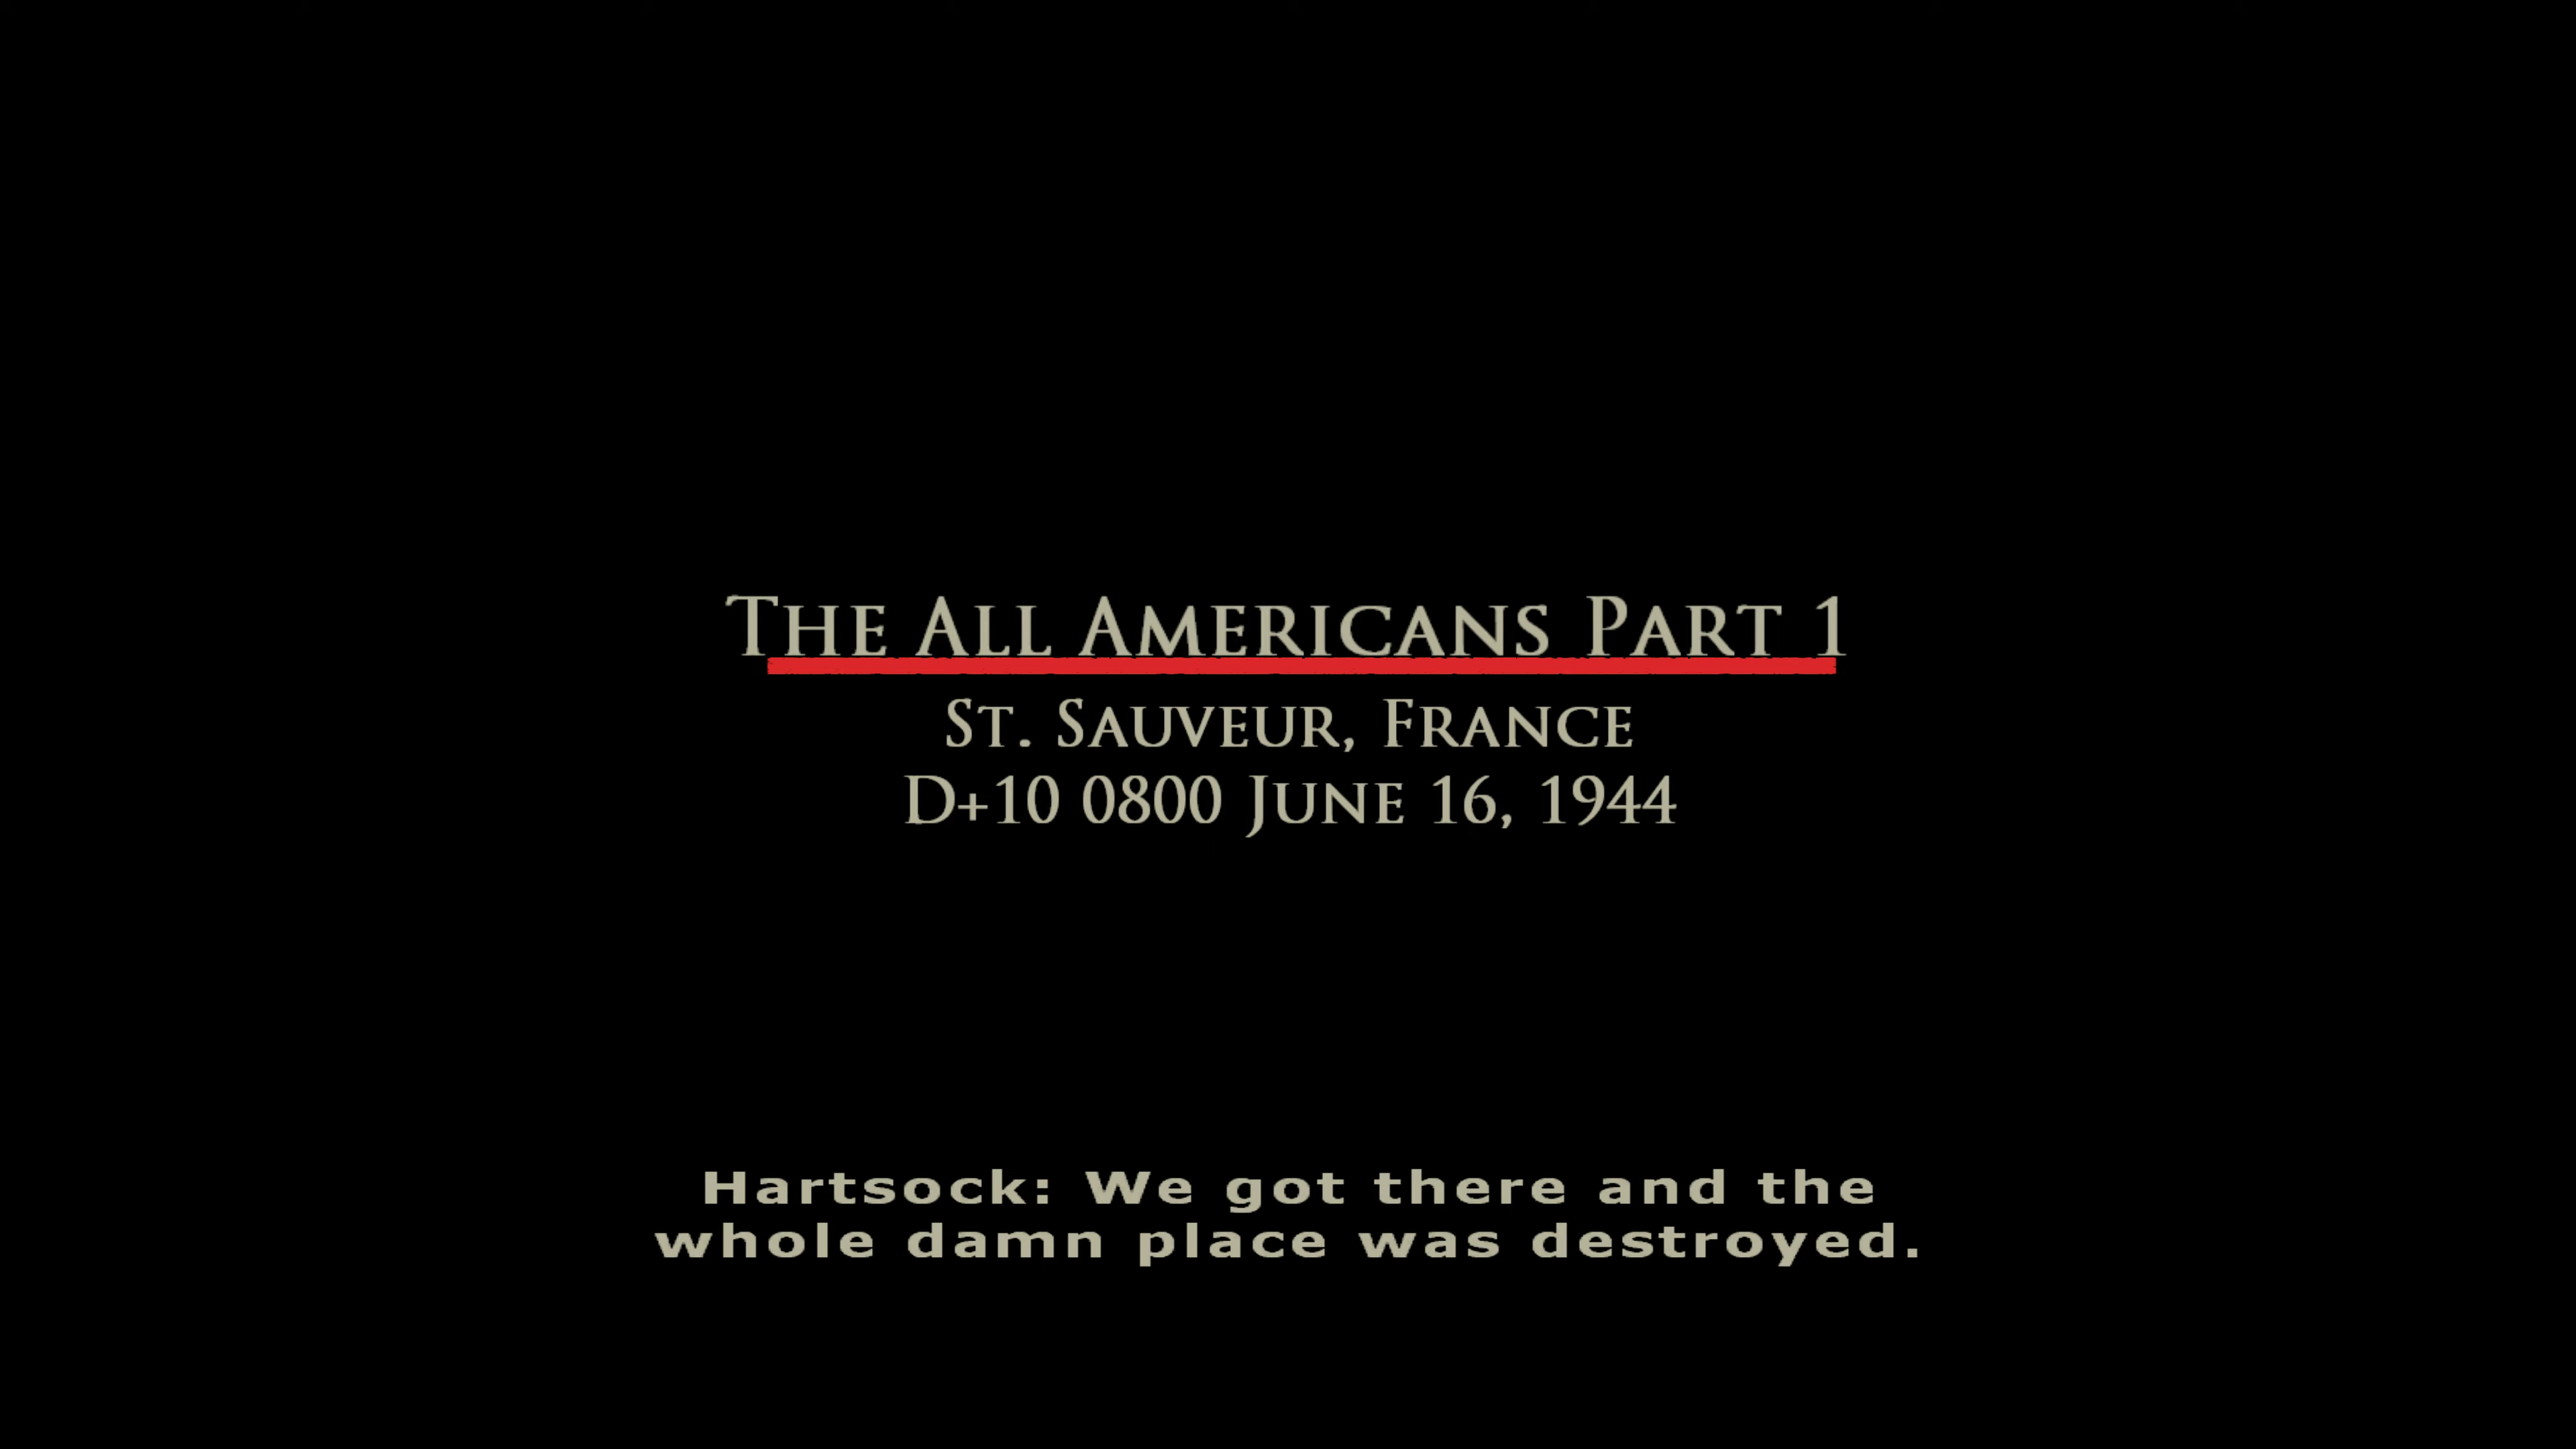 The All Americans Part 1
St. Sauveur, France
D+10 0800 June 16, 1944
Hartsock: We got there and the
whole damn place was destroyed.